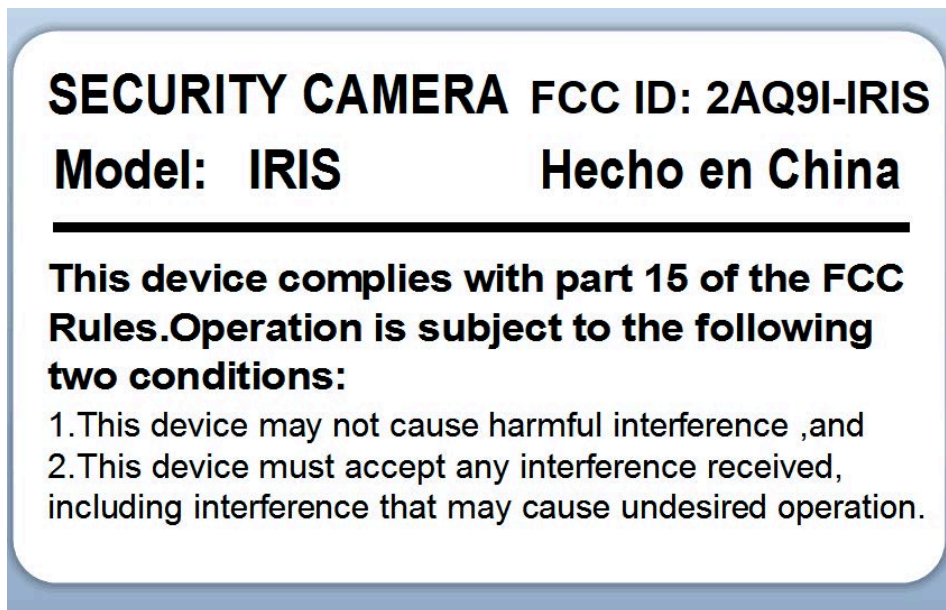 SECURITY CAMERA FCC ID: 2AQ9I-IRIS
Model: IRIS Hecho en China
This device complies with part 15 of the FCC
Rules.Operation is subject to the following
two conditions:
1.This device may not cause harmful interference ,and
2.This device must accept any interference received,
including interference that may cause undesired operation.